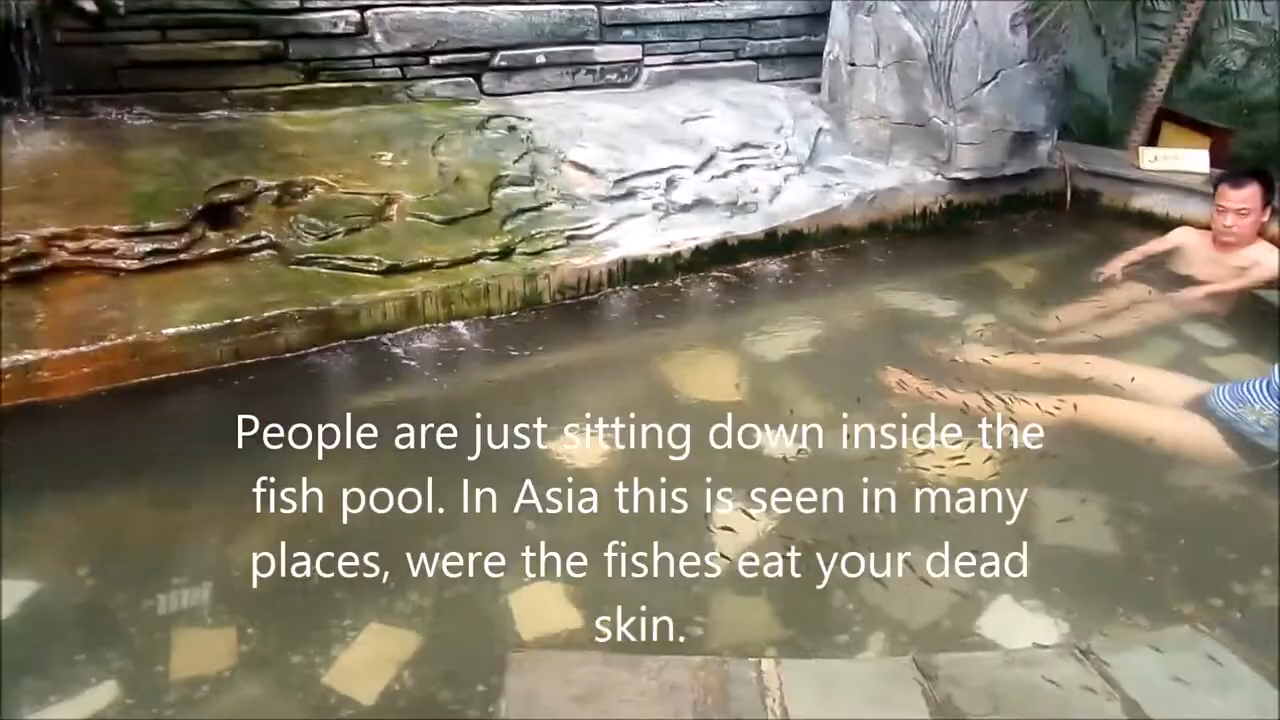 People are just sitting down inside the
fish pool. In Asia this is seen in many
places, were the fishes eat your dead
skin.